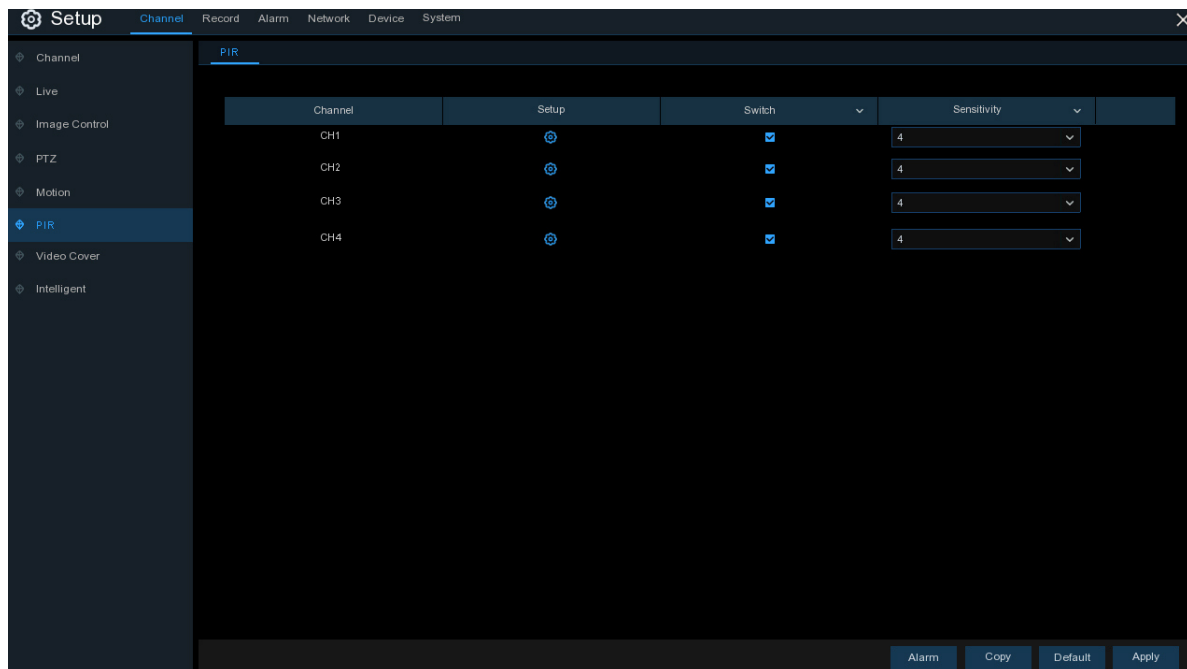 Setup Channel Record Alarm Network Device System
Channel
Live
Image Control
PTZ
Motion
PIR
Video Cover
Intelligent
PIR
Channel Setup Switch Sensitivity
CH1 4
CH2 4
CH3 4
CH4 4
Alarm Copy Default Apply